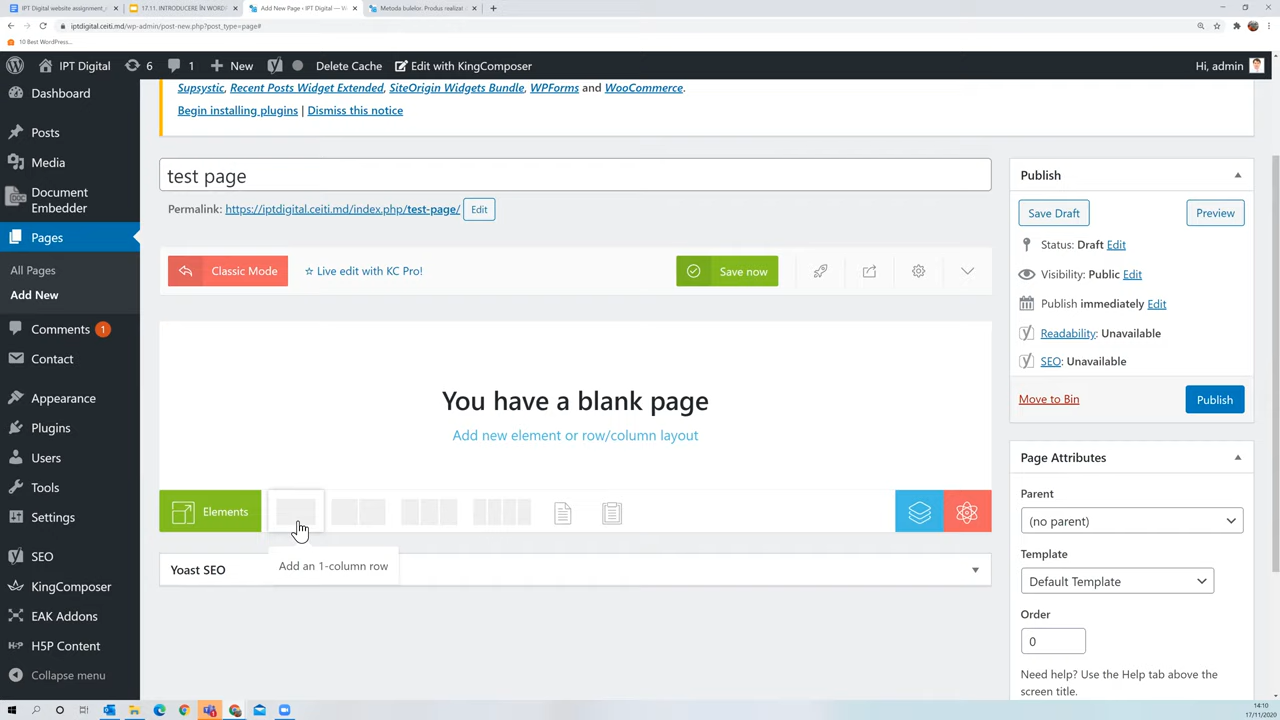 IPT Digital website assignment_
17.11. INTRODUCERE ÎN WORD
Add New Page ‹ IPT Digital — W
Metoda bulelor. Produs realizat
iptdigital.ceiti.md/wp-admin/post-new.php?post_type=page#
10 Best WordPress...
IPT Digital
6
1
New
Delete Cache
Edit with KingComposer
Hi, admin
Supsystic, Recent Posts Widget Extended, SiteOrigin Widgets Bundle, WPForms and WooCommerce.
Begin installing plugins | Dismiss this notice
Dashboard
Posts
Media
Document
Embedder
Pages
All Pages
Add New
Comments 1
Contact
Appearance
Plugins
Users
Tools
Settings
SEO
KingComposer
EAK Addons
H5P Content
Collapse menu
test page
Permalink: https://iptdigital.ceiti.md/index.php/test-page/ Edit
Classic Mode
☆ Live edit with KC Pro!
Save now
You have a blank page
Add new element or row/column layout
Elements
Add an 1-column row
Yoast SEO
Publish
Save Draft
Preview
Status: Draft Edit
Visibility: Public Edit
Publish immediately Edit
Readability: Unavailable
SEO: Unavailable
Move to Bin
Publish
Page Attributes
Parent
(no parent)
Template
Default Template
Order
0
Need help? Use the Help tab above the
screen title.
14:10
17/11/2020